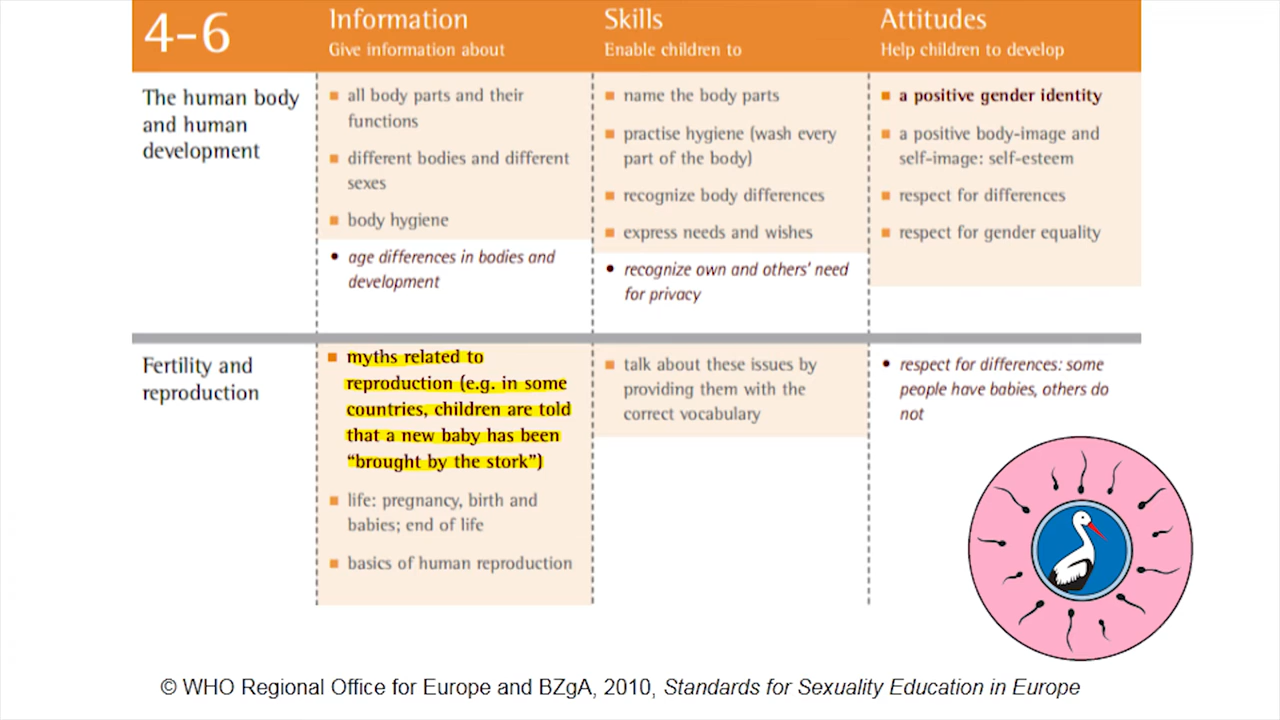 4-6
Information
Give information about
Skills
Enable children to
Attitudes
Help children to develop
The human body
and human
development
■ all body parts and their
functions
■ different bodies and different
sexes
■ body hygiene
• age differences in bodies and
development
■ name the body parts
■ practise hygiene (wash every
part of the body)
■ recognize body differences
■ express needs and wishes
• recognize own and others’ need
for privacy
■ a positive gender identity
■ a positive body-image and
self-image: self-esteem
■ respect for differences
■ respect for gender equality
Fertility and
reproduction
■ myths related to
reproduction (e.g. in some
countries, children are told
that a new baby has been
“brought by the stork”)
■ life: pregnancy, birth and
babies; end of life
■ basics of human reproduction
■ talk about these issues by
providing them with the
correct vocabulary
• respect for differences: some
people have babies, others do
not
© WHO Regional Office for Europe and BZgA, 2010, Standards for Sexuality Education in Europe